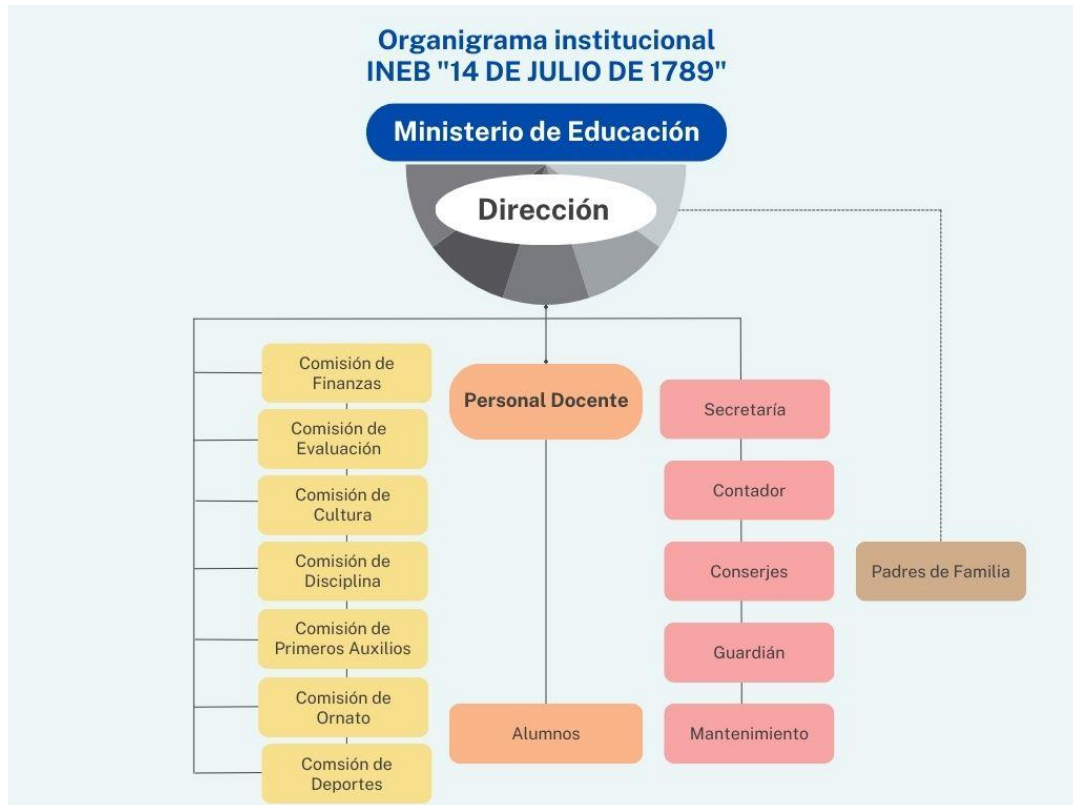 Organigrama institucional
INEB "14 DE JULIO DE 1789"
Ministerio de Educación
Dirección
Comisión de
Finanzas
Comisión de
Evaluación
Comisión de
Cultura
Comisión de
Disciplina
Comisión de
Primeros Auxilios
Comisión de
Ornato
Comsión de
Deportes
Personal Docente
Alumnos
Secretaría
Contador
Conserjes
Guardián
Mantenimiento
Padres de Familia